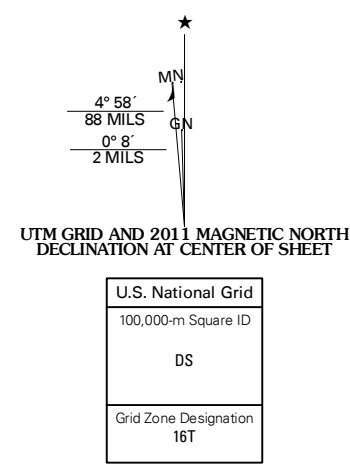 ★
MN
4° 58´
88 MILS
GN
0° 8´
2 MILS
UTM GRID AND 2011 MAGNETIC NORTH
DECLINATION AT CENTER OF SHEET
U.S. National Grid
100,000-m Square ID
DS
Grid Zone Designation
16T